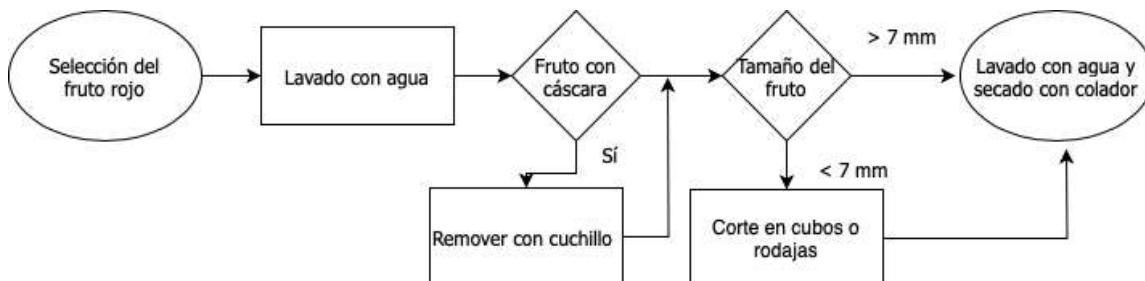 Selección del
fruto rojo
Lavado con agua
Fruto con
cáscara
Sí
Remover con cuchillo
Tamaño del
fruto
> 7 mm
< 7 mm
Corte en cubos o
rodajas
Lavado con agua y
secado con colador